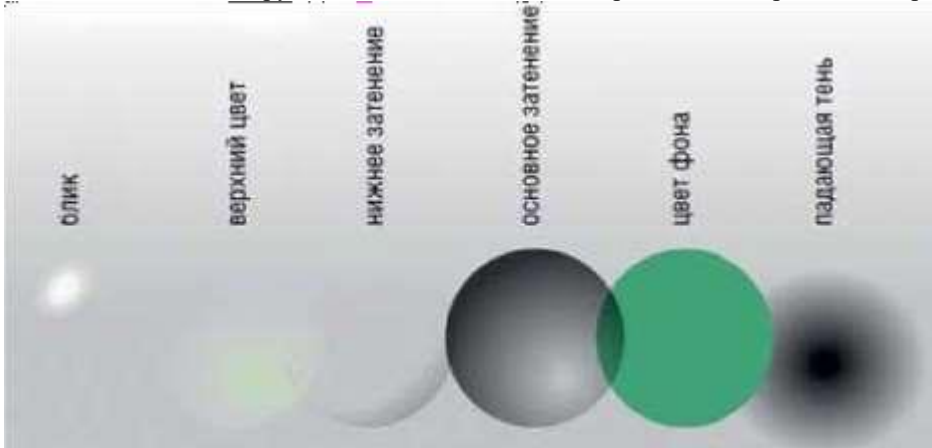 блик
верхний цвет
нижнее затенение
основное затенение
цвет фона
падающая тень